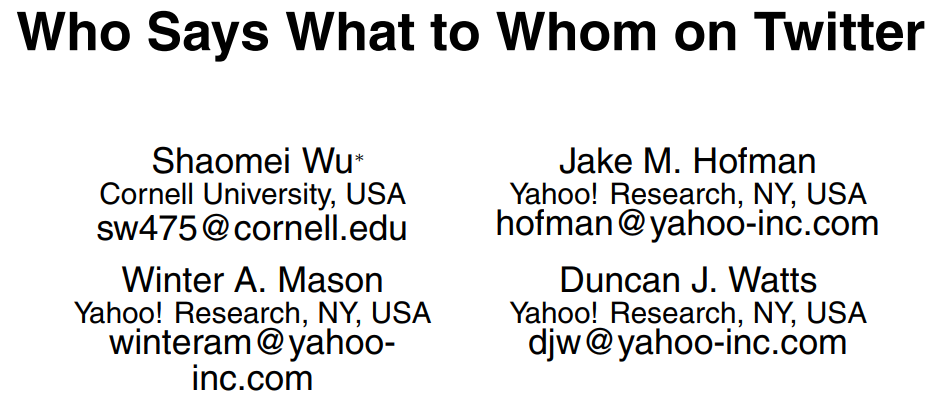 Who Says What to Whom on Twitter
Shaomei Wu*
Cornell University, USA
sw475@cornell.edu
Jake M. Hofman
Yahoo! Research, NY, USA
hofman@yahoo-inc.com
Winter A. Mason
Yahoo! Research, NY, USA
winteram@yahoo-
inc.com
Duncan J. Watts
Yahoo! Research, NY, USA
djw@yahoo-inc.com